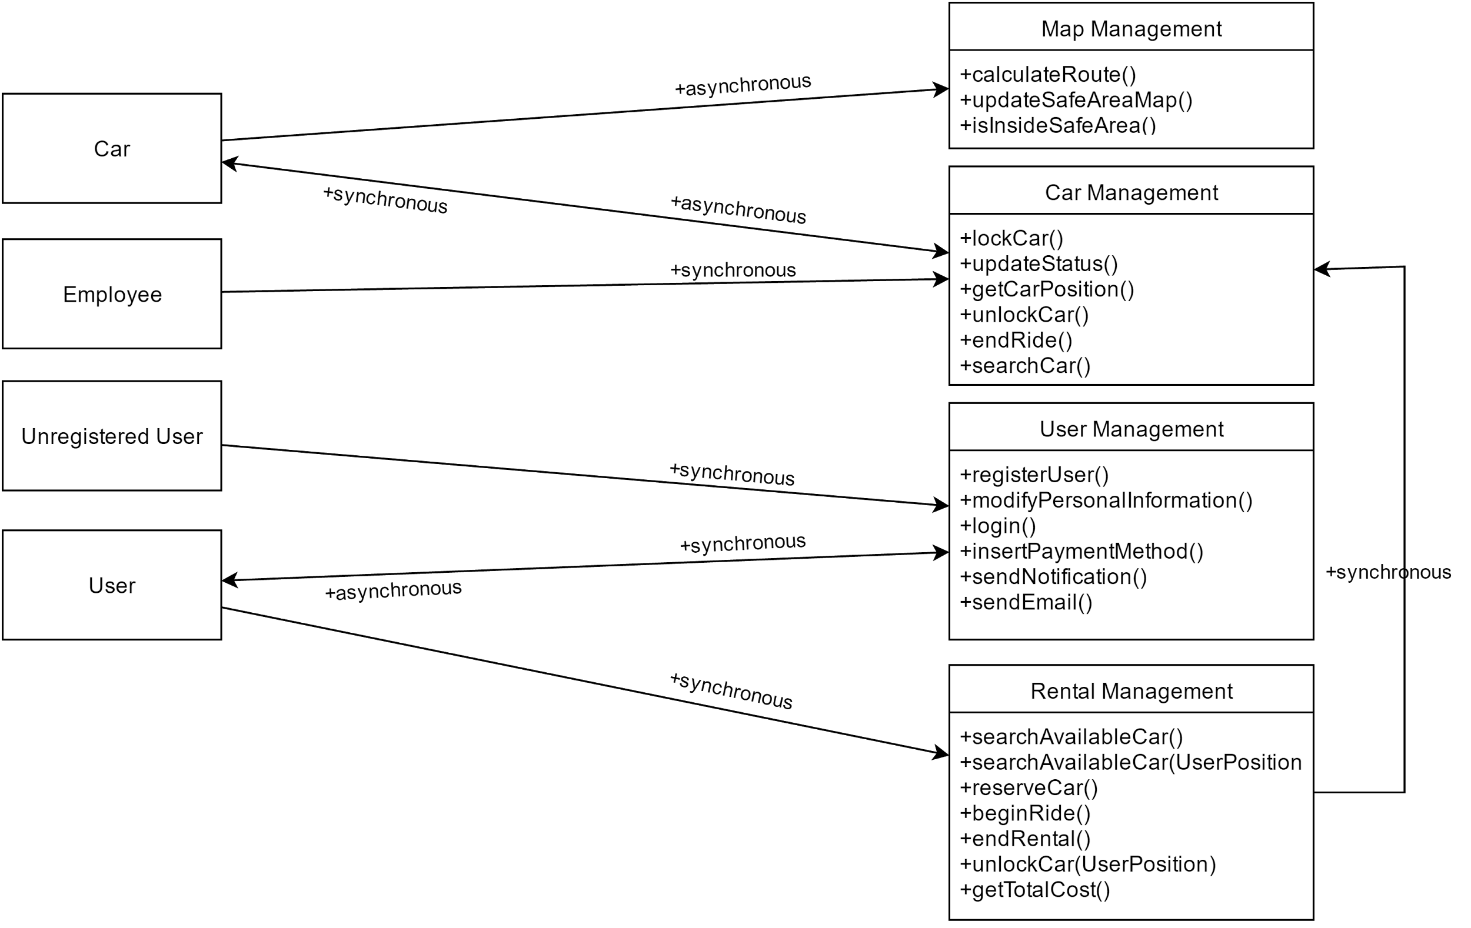 Map Management
+calculateRoute()
+updateSafeAreaMap()
+isInsideSafeArea()
+asynchronous
Car
+synchronous
+asynchronous
Car Management
+lockCar()
+updateStatus()
+getCarPosition()
+unlockCar()
+endRide()
+searchCar()
Employee
+synchronous
Unregistered User
+synchronous
User Management
+registerUser()
+modifyPersonalInformation()
+login()
+insertPaymentMethod()
+sendNotification()
+sendEmail()
+synchronous
+asynchronous
User
+synchronous
+synchronous
Rental Management
+searchAvailableCar()
+searchAvailableCar(UserPosition
+reserveCar()
+beginRide()
+endRental()
+unlockCar(UserPosition)
+getTotalCost()